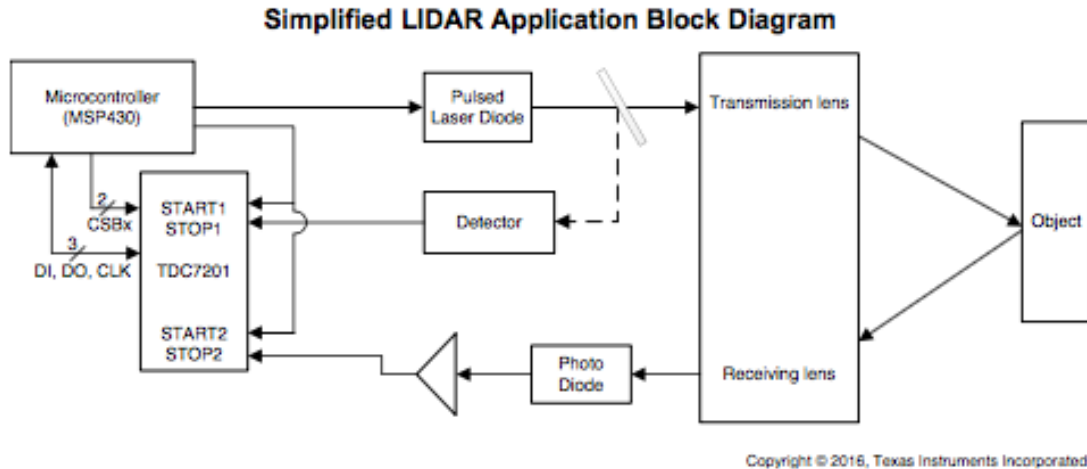 Simplified LIDAR Application Block Diagram
Microcontroller
(MSP430)
Pulsed
Laser Diode
Transmission lens
2
CSBx
3
DI, DO, CLK
START1
STOP1
TDC7201
START2
STOP2
Detector
Object
Photo
Diode
Receiving lens
Copyright © 2016, Texas Instruments Incorporated